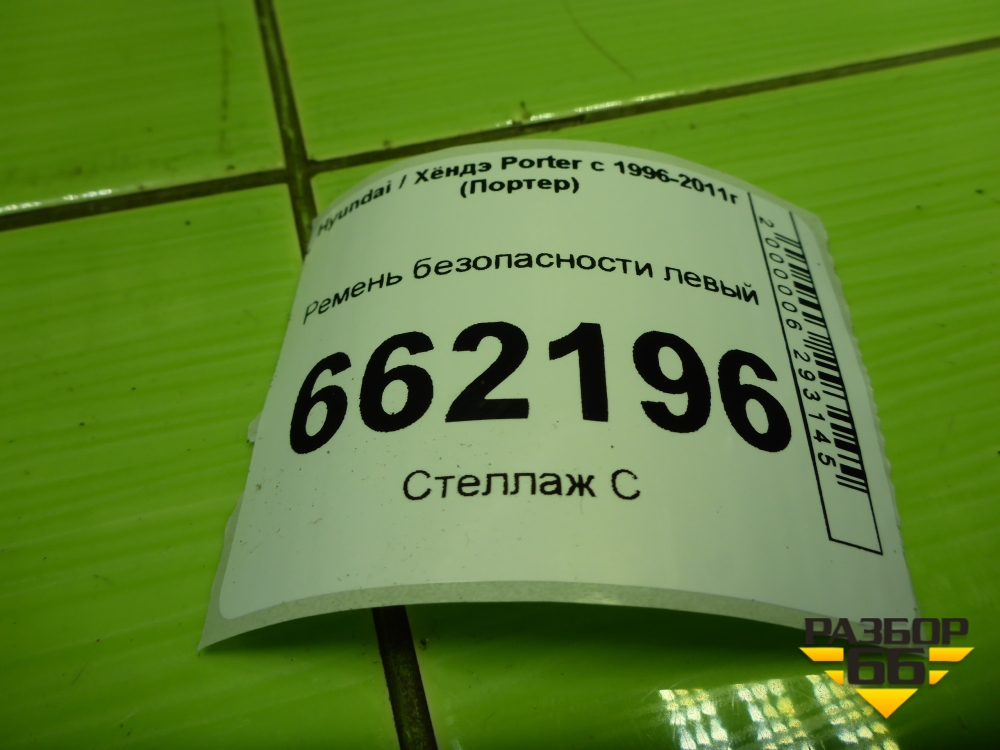 Hyundai / Хёндэ Porter с 1996-2011г
(Портер)
Ремень безопасности левый
662196
Стеллаж С
2000006293145
РАЗБОР
66